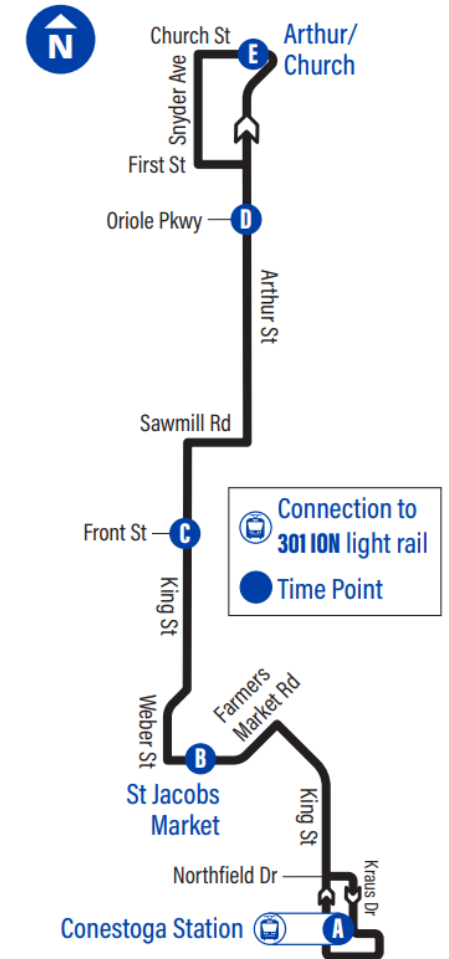 N
Church St
E
Arthur/
Church
Snyder Ave
First St
Oriole Pkwy
D
Arthur St
Sawmill Rd
Connection to
301 ION light rail
Time Point
Front St
C
King St
Farmers
Market Rd
Weber St
B
St Jacobs
Market
King St
Northfield Dr
Kraus Dr
Conestoga Station
A